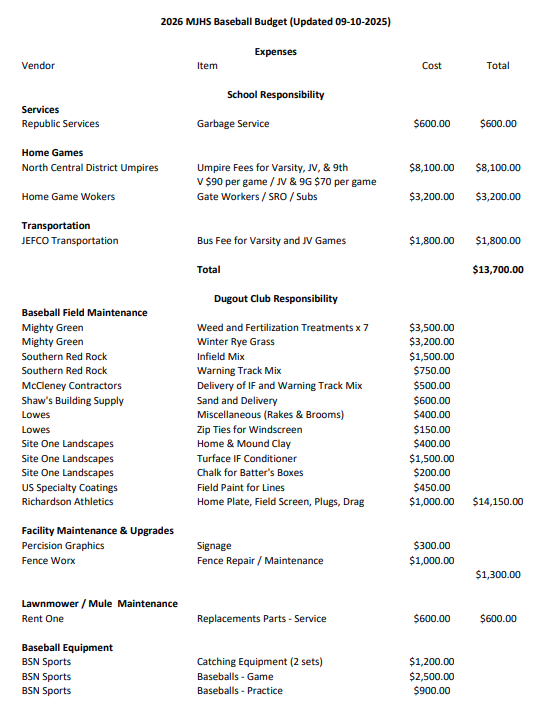 2026 MJHS Baseball Budget (Updated 09-10-2025)
Expenses
Vendor Item Cost Total
School Responsibility
Services
Republic Services Garbage Service $600.00 $600.00
Home Games
North Central District Umpires Umpire Fees for Varsity, JV, & 9th $8,100.00 $8,100.00
V $90 per game / JV & 9G $70 per game
Home Game Wokers Gate Workers / SRO / Subs $3,200.00 $3,200.00
Transportation
JEFCO Transportation Bus Fee for Varsity and JV Games $1,800.00 $1,800.00
Total $13,700.00
Dugout Club Responsibility
Baseball Field Maintenance
Mighty Green Weed and Fertilization Treatments x 7 $3,500.00
Mighty Green Winter Rye Grass $3,200.00
Southern Red Rock Infield Mix $1,500.00
Southern Red Rock Warning Track Mix $750.00
McCleney Contractors Delivery of IF and Warning Track Mix $500.00
Shaw's Building Supply Sand and Delivery $600.00
Lowes Miscellaneous (Rakes & Brooms) $400.00
Lowes Zip Ties for Windscreen $150.00
Site One Landscapes Home & Mound Clay $400.00
Site One Landscapes Turface IF Conditioner $1,500.00
Site One Landscapes Chalk for Batter's Boxes $200.00
US Specialty Coatings Field Paint for Lines $450.00
Richardson Athletics Home Plate, Field Screen, Plugs, Drag $1,000.00 $14,150.00
Facility Maintenance & Upgrades
Percision Graphics Signage $300.00
Fence Worx Fence Repair / Maintenance $1,000.00
$1,300.00
Lawnmower / Mule Maintenance
Rent One Replacements Parts - Service $600.00 $600.00
Baseball Equipment
BSN Sports Catching Equipment (2 sets) $1,200.00
BSN Sports Baseballs - Game $2,500.00
BSN Sports Baseballs - Practice $900.00